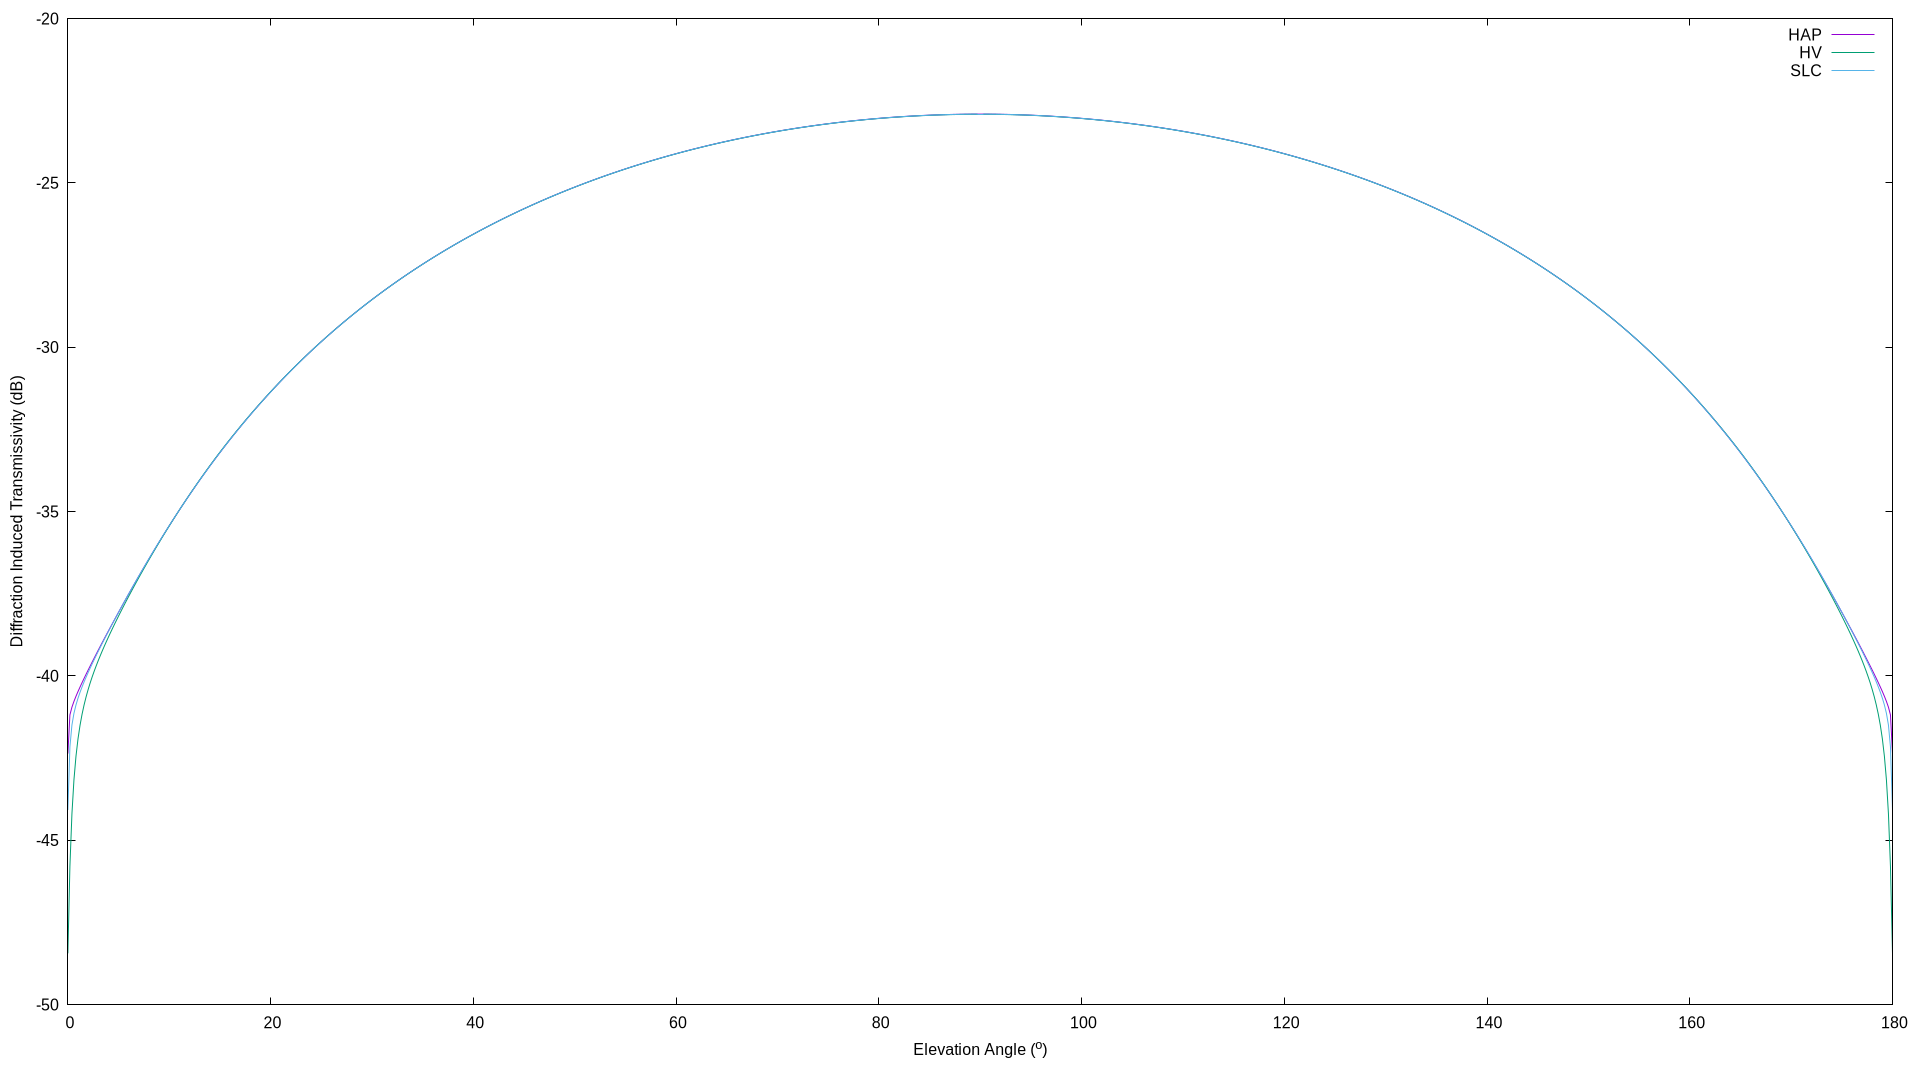 -20
-25
-30
-35
-40
-45
-50
Diffraction Induced Transmissivity (dB)
HAP
HV
SLC
0 20 40 60 80 100 120 140 160 180
Elevation Angle (º)